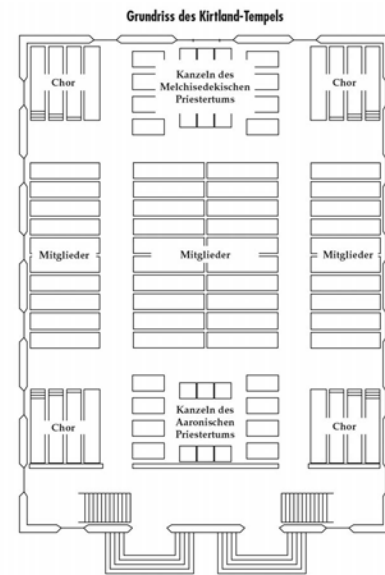 Grundriss des Kirtland-Tempels
Chor
Kanzeln des
Melchisedekischen
Priestertums
Chor
Mitglieder
Mitglieder
Mitglieder
Chor
Kanzeln des
Aaronischen
Priestertums
Chor